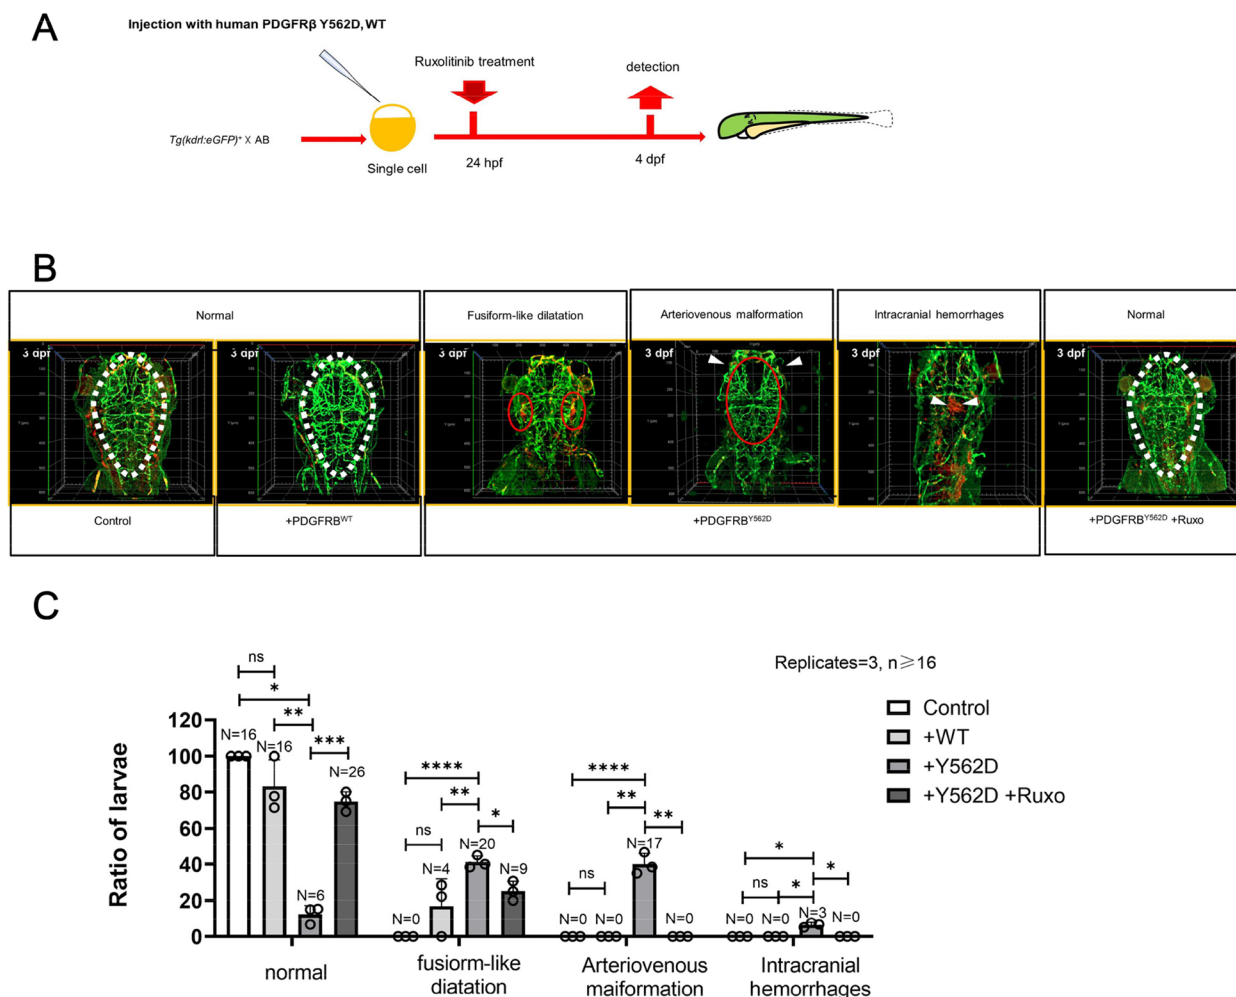 A
Injection with human PDGFRβ Y562D, WT
Ruxolitinib treatment
detection
Tg(kdrl:eGFP)+ X AB
Single cell
24 hpf
4 dpf
B
Normal
Fusiform-like dilatation
Arteriovenous malformation
Intracranial hemorrhages
Normal
3 dpf
3 dpf
3 dpf
3 dpf
3 dpf
3 dpf
Control
+PDGFRB^WT
+PDGFRB^Y562D
+PDGFRB^Y562D +Ruxo
C
Replicates=3, n≥16
Control
+WT
+Y562D
+Y562D +Ruxo
Ratio of larvae
120
100
80
60
40
20
0
ns
*
**
***
N=16
N=16
N=6
N=26
normal
****
**
*
ns
N=0
N=4
N=20
N=9
fusiorm-like
diatation
****
**
**
ns
N=0
N=0
N=17
N=0
Arteriovenous
maiformation
*
*
ns
*
N=0
N=0
N=3
N=0
Intracranial
hemorrhages